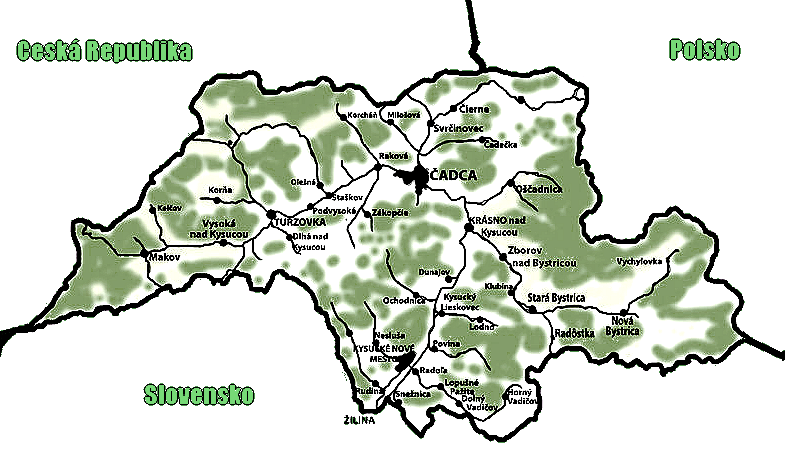 Česká Republika
Polsko
Korcháň
Milošová
Čierne
Svrčinovec
Čadečka
Raková
ČADCA
Olešná
Staškov
Oščadnica
Korňa
Podvysoká
Zákopčie
Kelčov
TURZOVKA
KRÁSNO nad
Kysucou
Vysoká
nad Kysucou
Dlhá nad
Kysucou
Makov
Zborov
nad Bystricou
Vychylovka
Dunajov
Klubina
Ochodnica
Kysucký
Lieskovec
Stará Bystrica
Lodno
Radôstka
Nová
Bystrica
Nesluša
KYSUCKÉ NOVÉ
MESTO
Povina
Radoľa
Rudina
Snežnica
Lopušné
Pažite
Dolný
Vadičov
Horný
Vadičov
Slovensko
ŽILINA